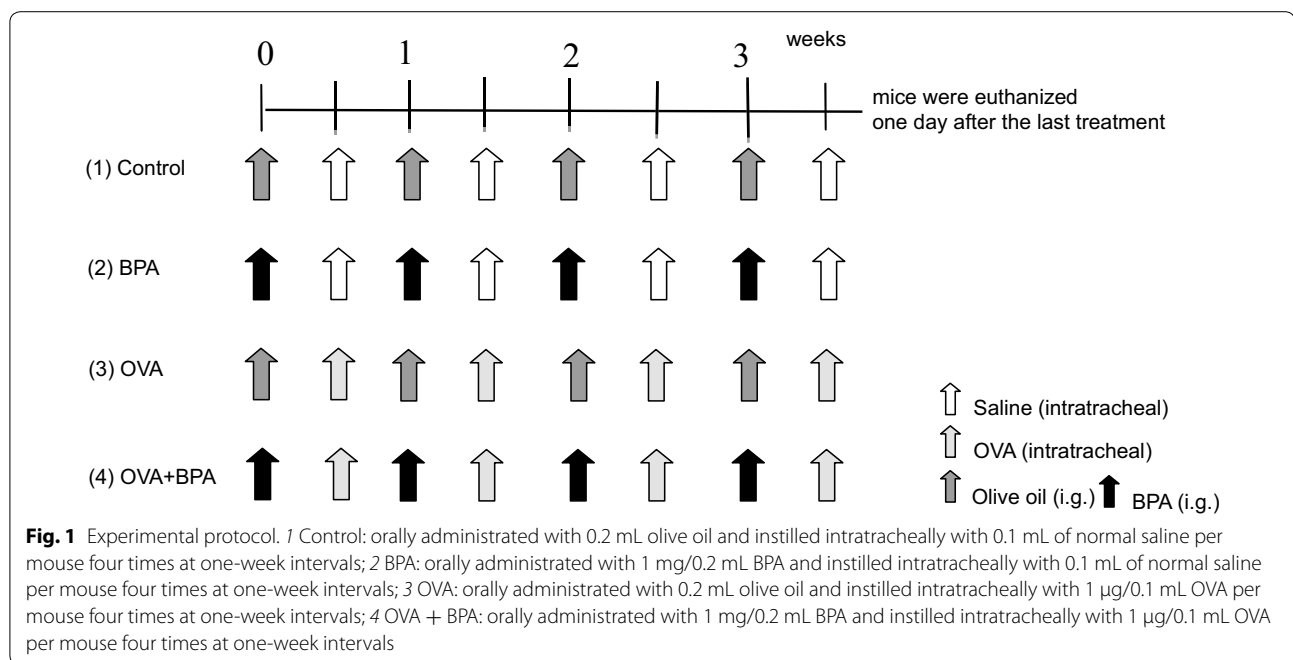 weeks
0 1 2 3
mice were euthanized
one day after the last treatment
(1) Control
(2) BPA
(3) OVA
(4) OVA+BPA
Saline (intratracheal)
OVA (intratracheal)
Olive oil (i.g.) BPA (i.g.)
Fig. 1 Experimental protocol. 1 Control: orally administrated with 0.2 mL olive oil and instilled intratracheally with 0.1 mL of normal saline per
mouse four times at one-week intervals; 2 BPA: orally administrated with 1 mg/0.2 mL BPA and instilled intratracheally with 0.1 mL of normal saline
per mouse four times at one-week intervals; 3 OVA: orally administrated with 0.2 mL olive oil and instilled intratracheally with 1 µg/0.1 mL OVA per
mouse four times at one-week intervals; 4 OVA + BPA: orally administrated with 1 mg/0.2 mL BPA and instilled intratracheally with 1 µg/0.1 mL OVA
per mouse four times at one-week intervals